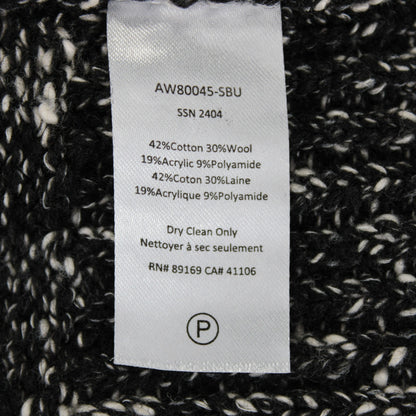 AW80045-SBU
SSN 2404
42%Cotton 30%Wool
19%Acrylic 9%Polyamide
42%Coton 30%Laine
19%Acrylique 9%Polyamide
Dry Clean Only
Nettoyer à sec seulement
RN# 89169 CA# 41106
P